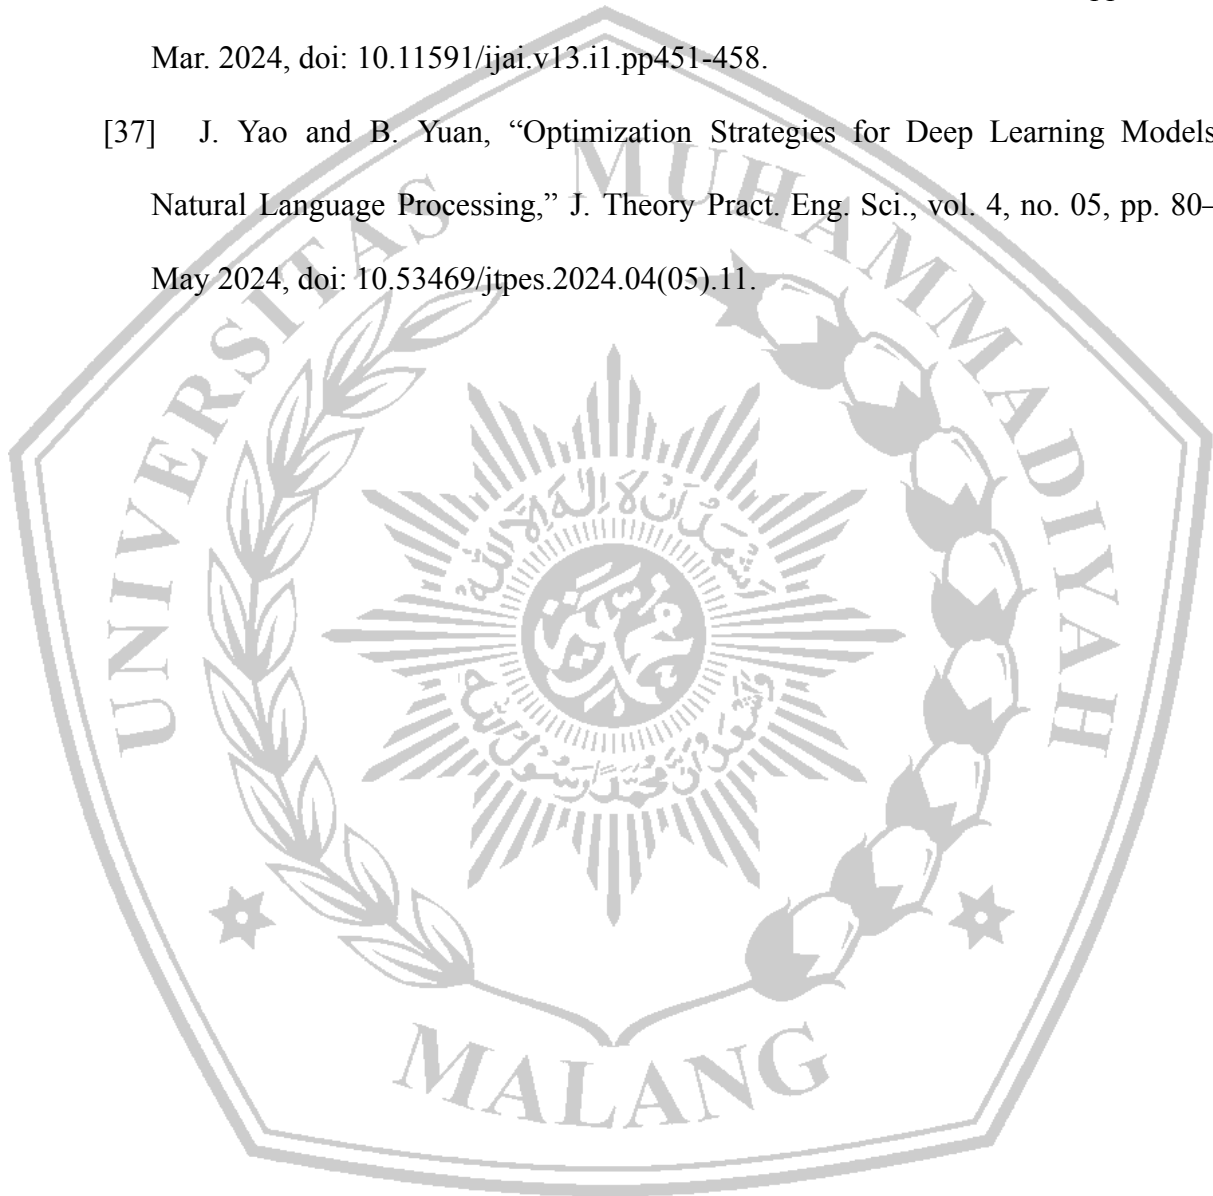 Mar. 2024, doi: 10.11591/ijai.v13.i1.pp451-458.
[37] J. Yao and B. Yuan, “Optimization Strategies for Deep Learning Models
Natural Language Processing,” J. Theory Pract. Eng. Sci., vol. 4, no. 05, pp. 80–
May 2024, doi: 10.53469/jtpes.2024.04(05).11.
UNIVERSITAS MUHAMMADIYAH
MALANG